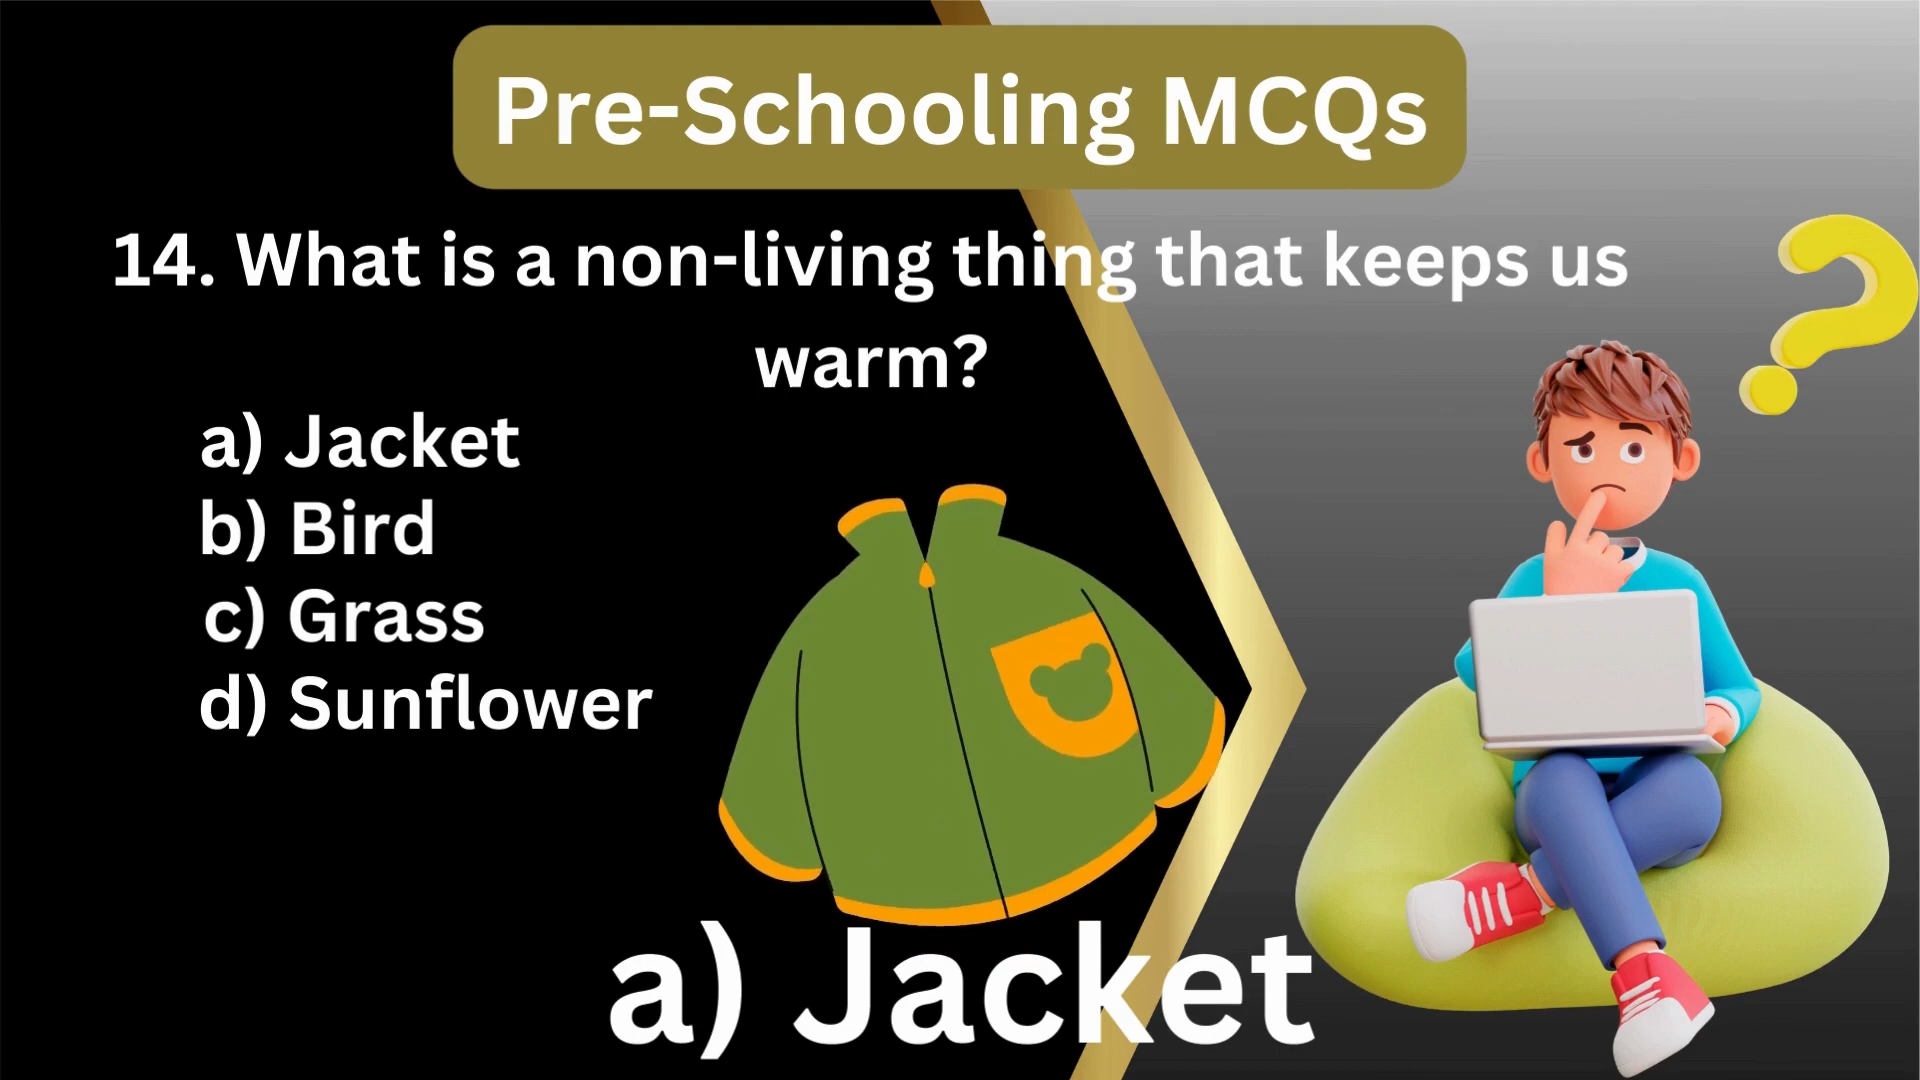 Pre-Schooling MCQs
14. What is a non-living thing that keeps us
warm?
a) Jacket
b) Bird
c) Grass
d) Sunflower
a) Jacket